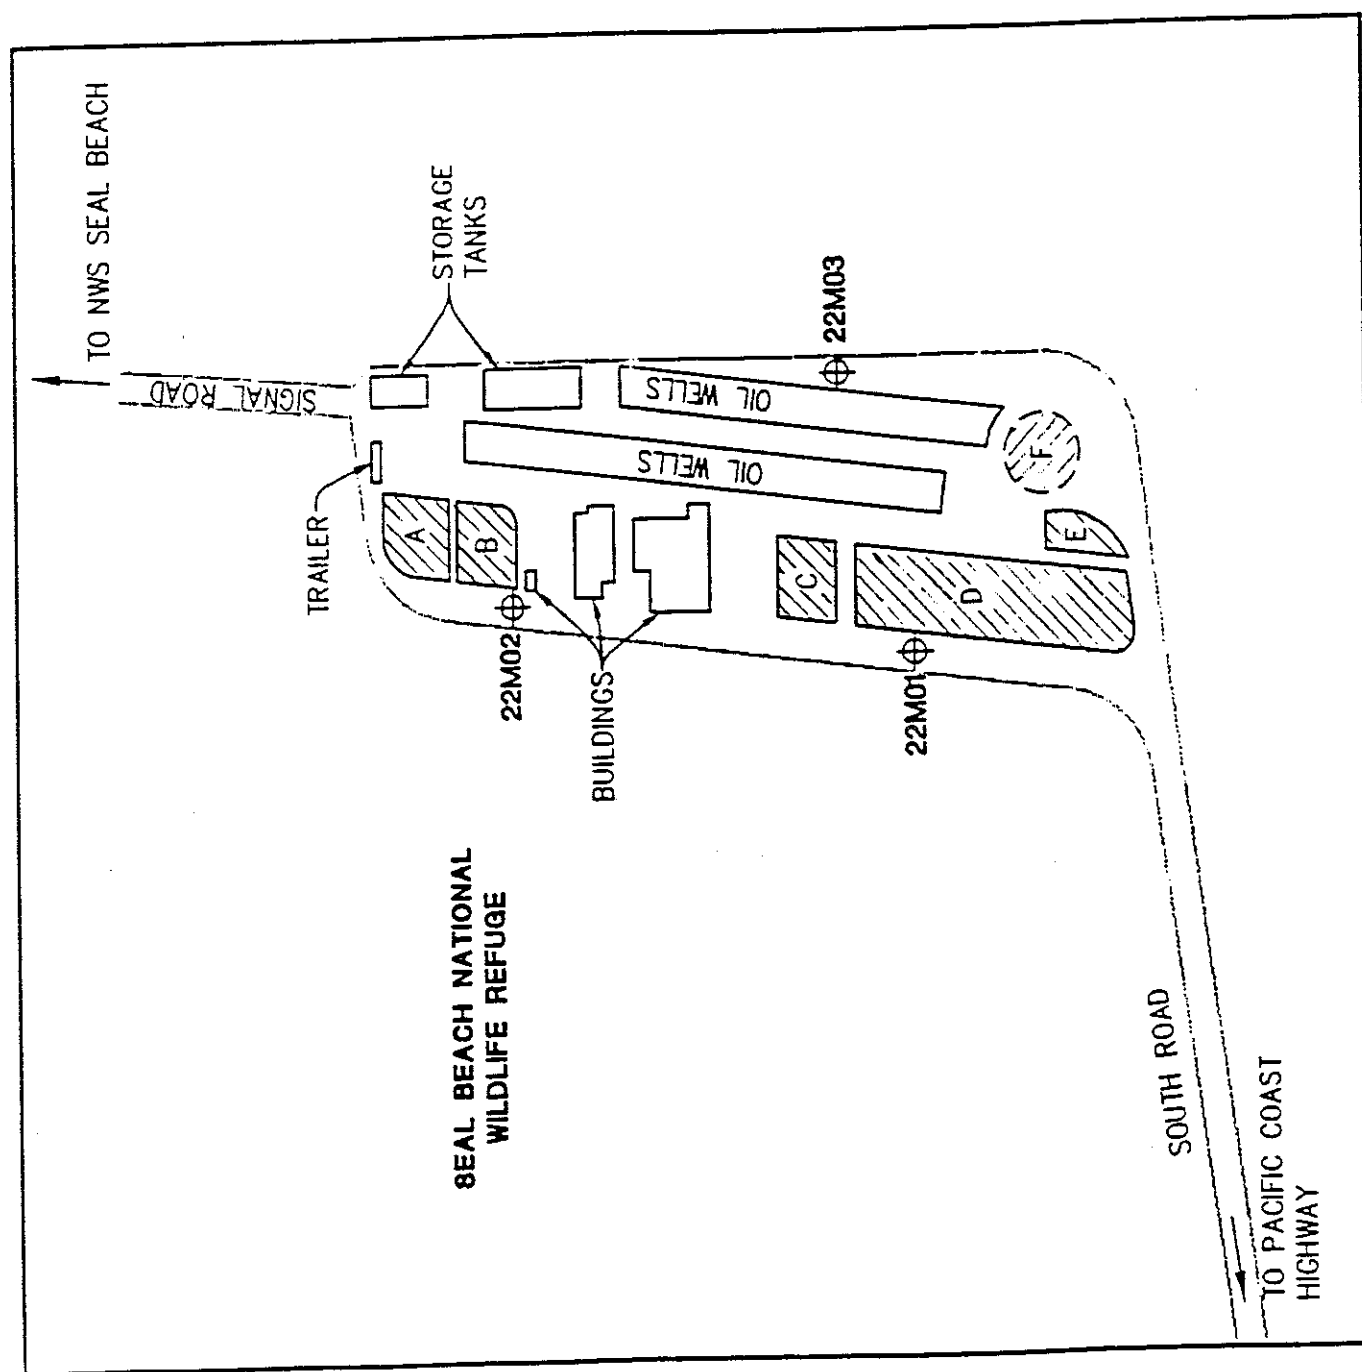 TO NWS SEAL BEACH
SIGNAL ROAD
STORAGE
TANKS
TRAILER
OIL WELLS
OIL WELLS
22M03
A
B
22M02
BUILDINGS
C
D
E
F
22M01
SEAL BEACH NATIONAL
WILDLIFE REFUGE
SOUTH ROAD
TO PACIFIC COAST
HIGHWAY